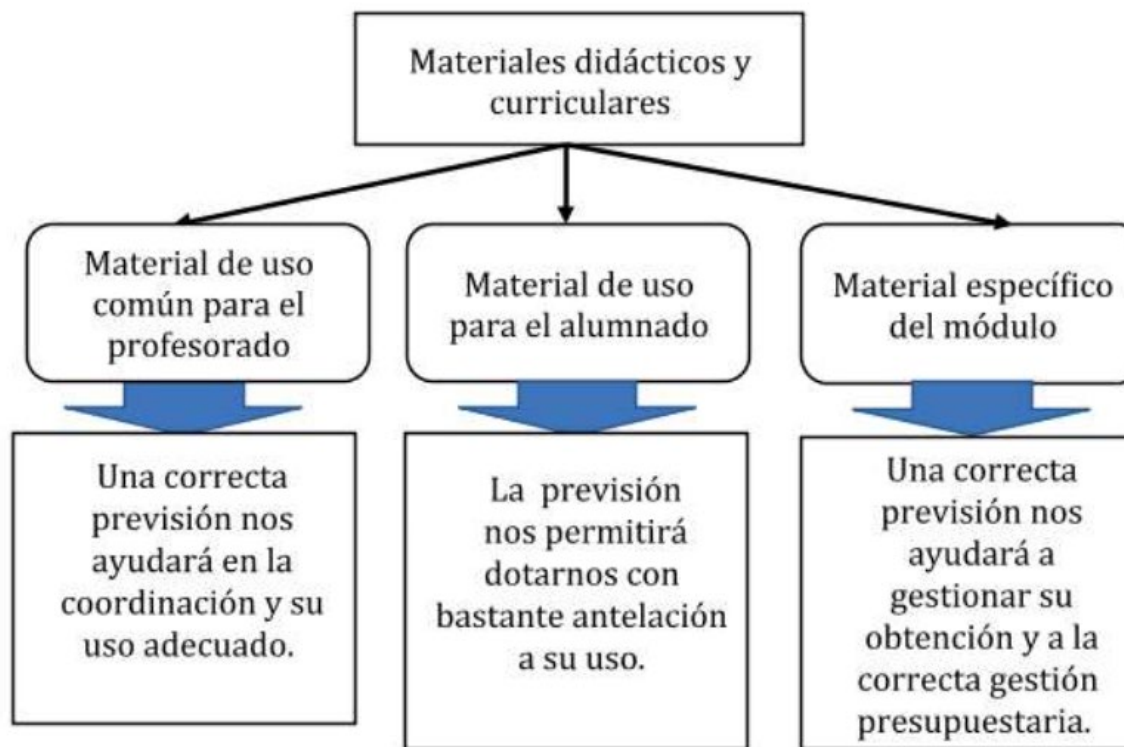 Materiales didácticos y
curriculares
Material de uso
común para el
profesorado
Material de uso
para el alumnado
Material específico
del módulo
Una correcta
previsión nos
ayudará en la
coordinación y su
uso adecuado.
La previsión
nos permitirá
dotarnos con
bastante antelación
a su uso.
Una correcta
previsión nos
ayudará a
gestionar su
obtención y a la
correcta gestión
presupuestaria.